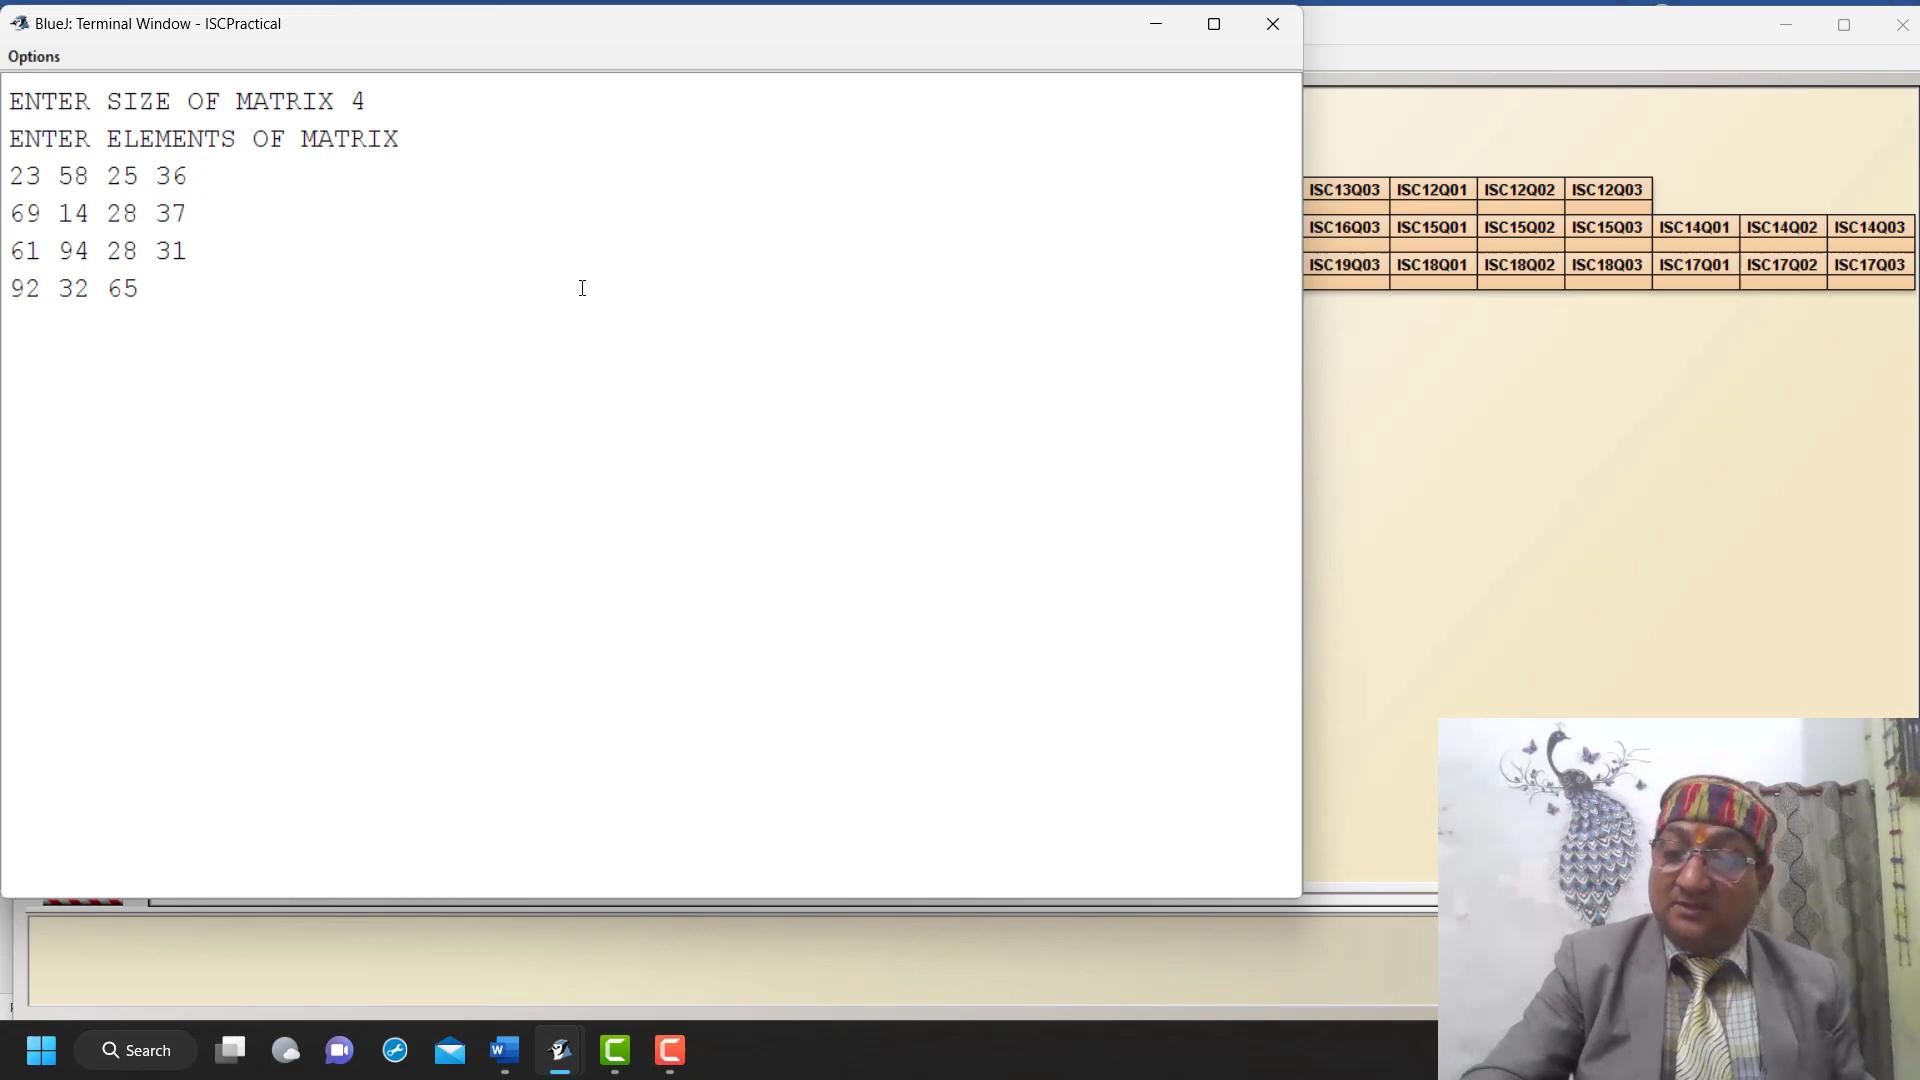 BlueJ: Terminal Window - ISCPractical
Options
ENTER SIZE OF MATRIX 4
ENTER ELEMENTS OF MATRIX
23 58 25 36
69 14 28 37
61 94 28 31
92 32 65
ISC13Q03 ISC12Q01 ISC12Q02 ISC12Q03
ISC16Q03 ISC15Q01 ISC15Q02 ISC15Q03 ISC14Q01 ISC14Q02 ISC14Q03
ISC19Q03 ISC18Q01 ISC18Q02 ISC18Q03 ISC17Q01 ISC17Q02 ISC17Q03
Search